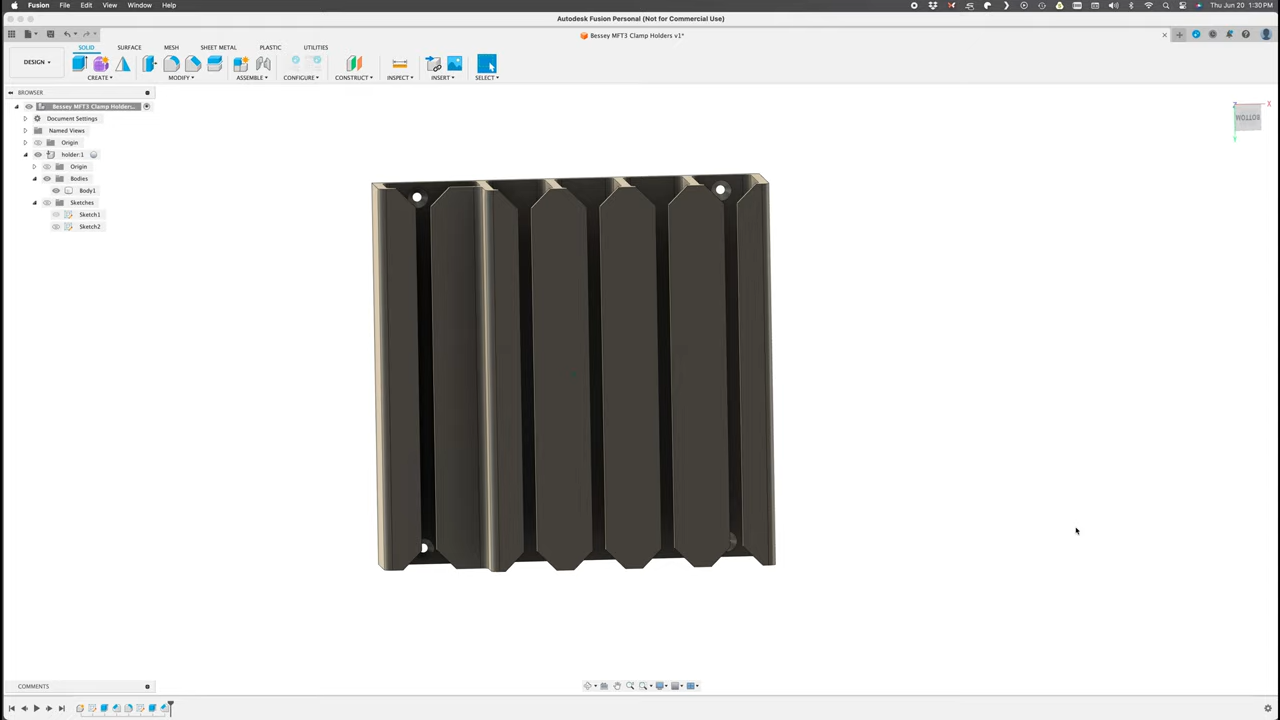 Fusion File Edit View Window Help Thu Jun 20 1:30 PM
Autodesk Fusion Personal (Not for Commercial Use)
Bessey MFT3 Clamp Holders v1*
SOLID SURFACE MESH SHEET METAL PLASTIC UTILITIES
DESIGN
CREATE MODIFY ASSEMBLE CONFIGURE CONSTRUCT INSPECT INSERT SELECT
BROWSER
Bessey MFT3 Clamp Holder...
Document Settings
Named Views
Origin
holder:1
Origin
Bodies
Body1
Sketches
Sketch1
Sketch2
Z X
BOTTOM
Y
COMMENTS